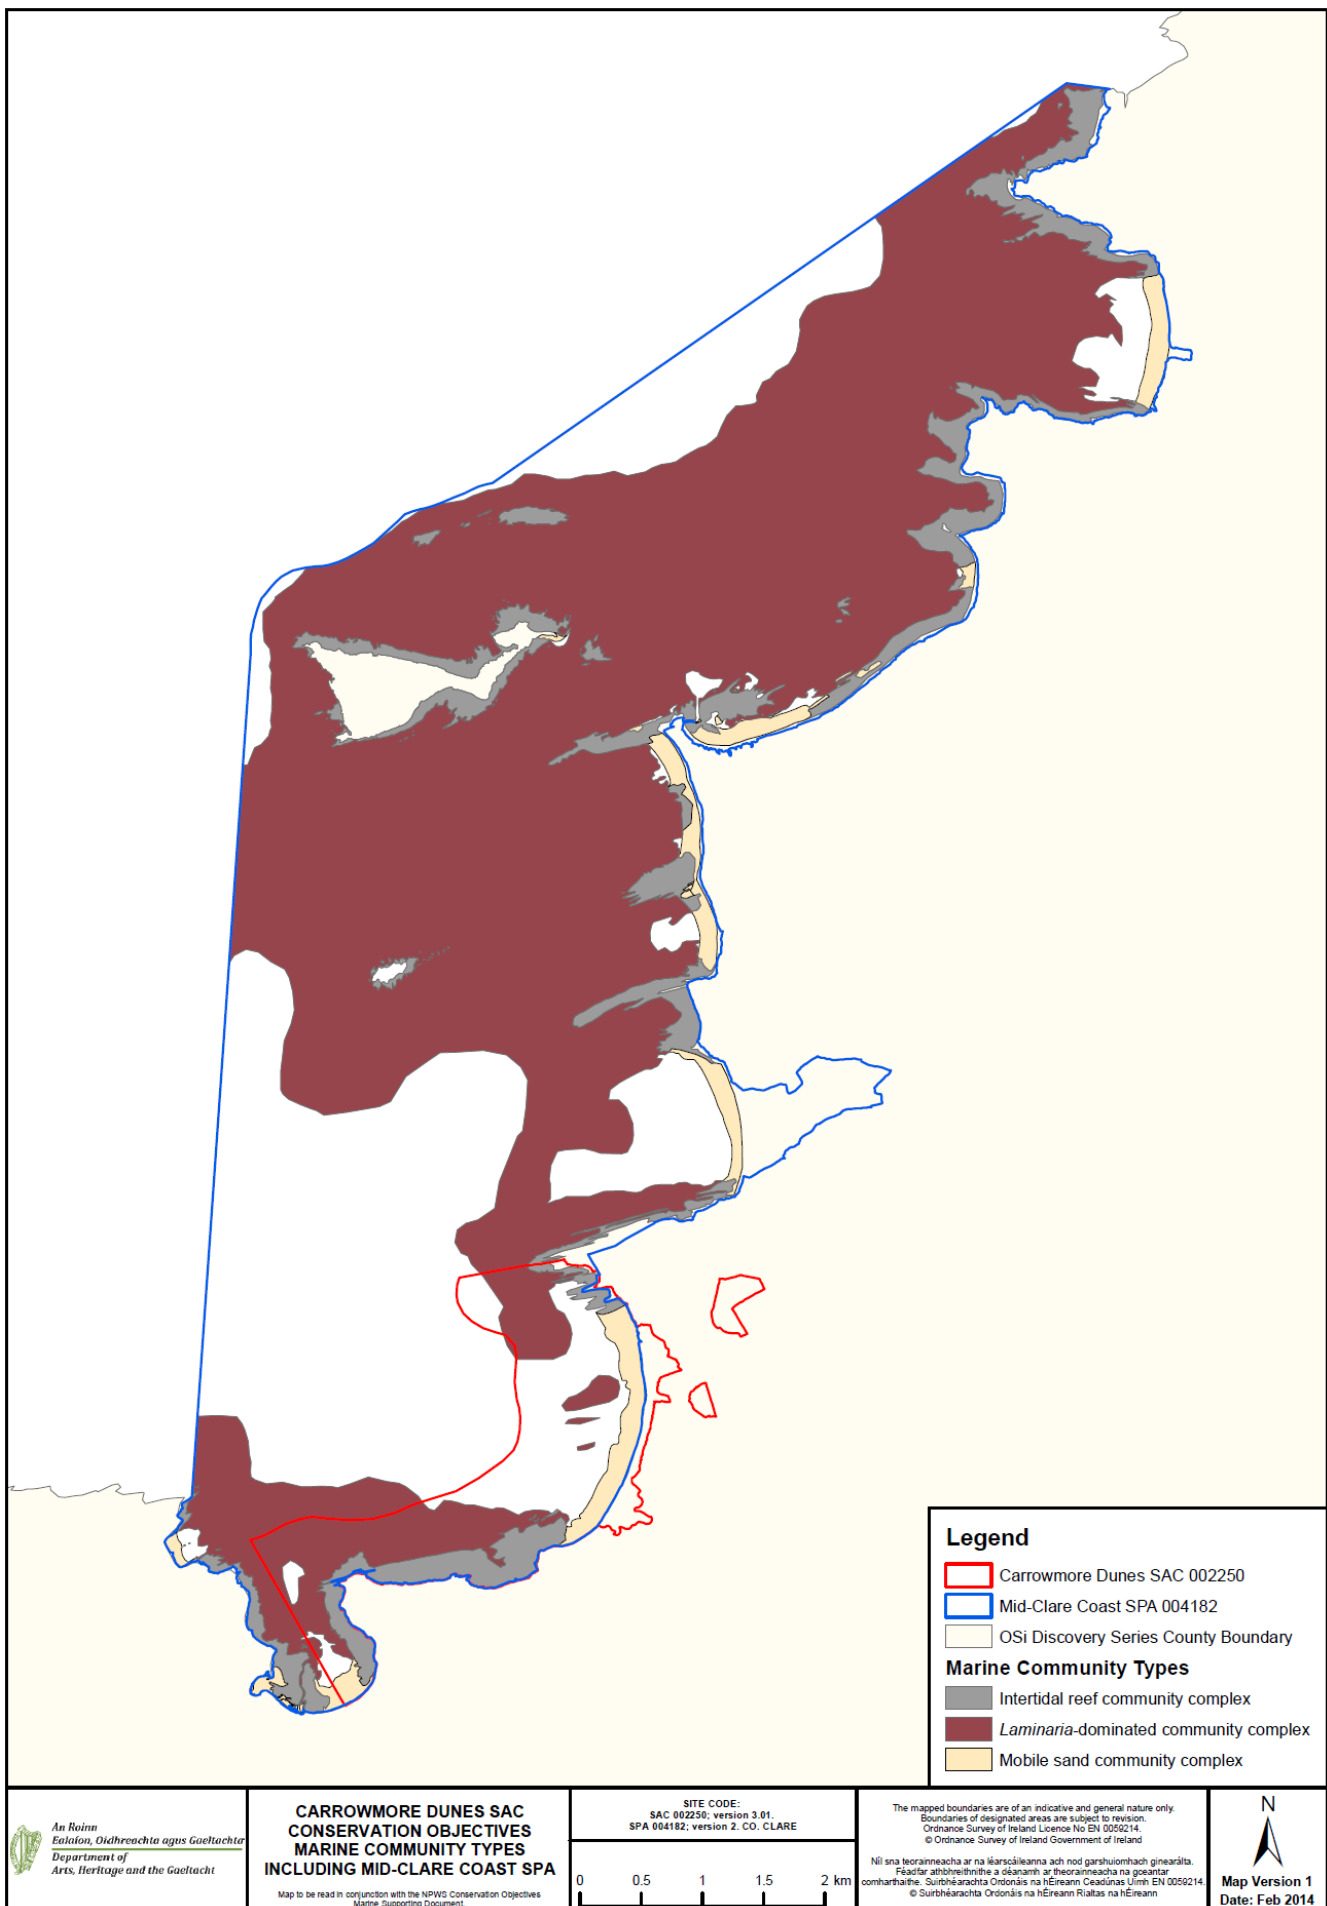 Legend
Carrowmore Dunes SAC 002250
Mid-Clare Coast SPA 004182
OSi Discovery Series County Boundary
Marine Community Types
Intertidal reef community complex
Laminaria-dominated community complex
Mobile sand community complex
An Roinn
Ealaíon, Oidhreachta agus Gaeltachta
Department of
Arts, Heritage and the Gaeltacht
CARROWMORE DUNES SAC
CONSERVATION OBJECTIVES
MARINE COMMUNITY TYPES
INCLUDING MID-CLARE COAST SPA
Map to be read in conjunction with the NPWS Conservation Objectives
Marine Supporting Document.
SITE CODE:
SAC 002250; version 3.01.
SPA 004182; version 2. CO. CLARE
0 0.5 1 1.5 2 km
The mapped boundaries are of an indicative and general nature only.
Boundaries of designated areas are subject to revision.
Ordnance Survey of Ireland Licence No EN 0059214.
© Ordnance Survey of Ireland Government of Ireland
Níl sna teorainneacha ar na léarscáileanna ach nod garshuiomhach ginearálta.
Féadfar athbhreithnithe a déanamh ar theorainneacha na gceantar
comharthaithe. Suirbhéarachta Ordonáis na hÉireann Ceadúnas Uimh EN 0059214.
© Suirbhéarachta Ordonáis na hÉireann Rialtas na hÉireann
N
Map Version 1
Date: Feb 2014